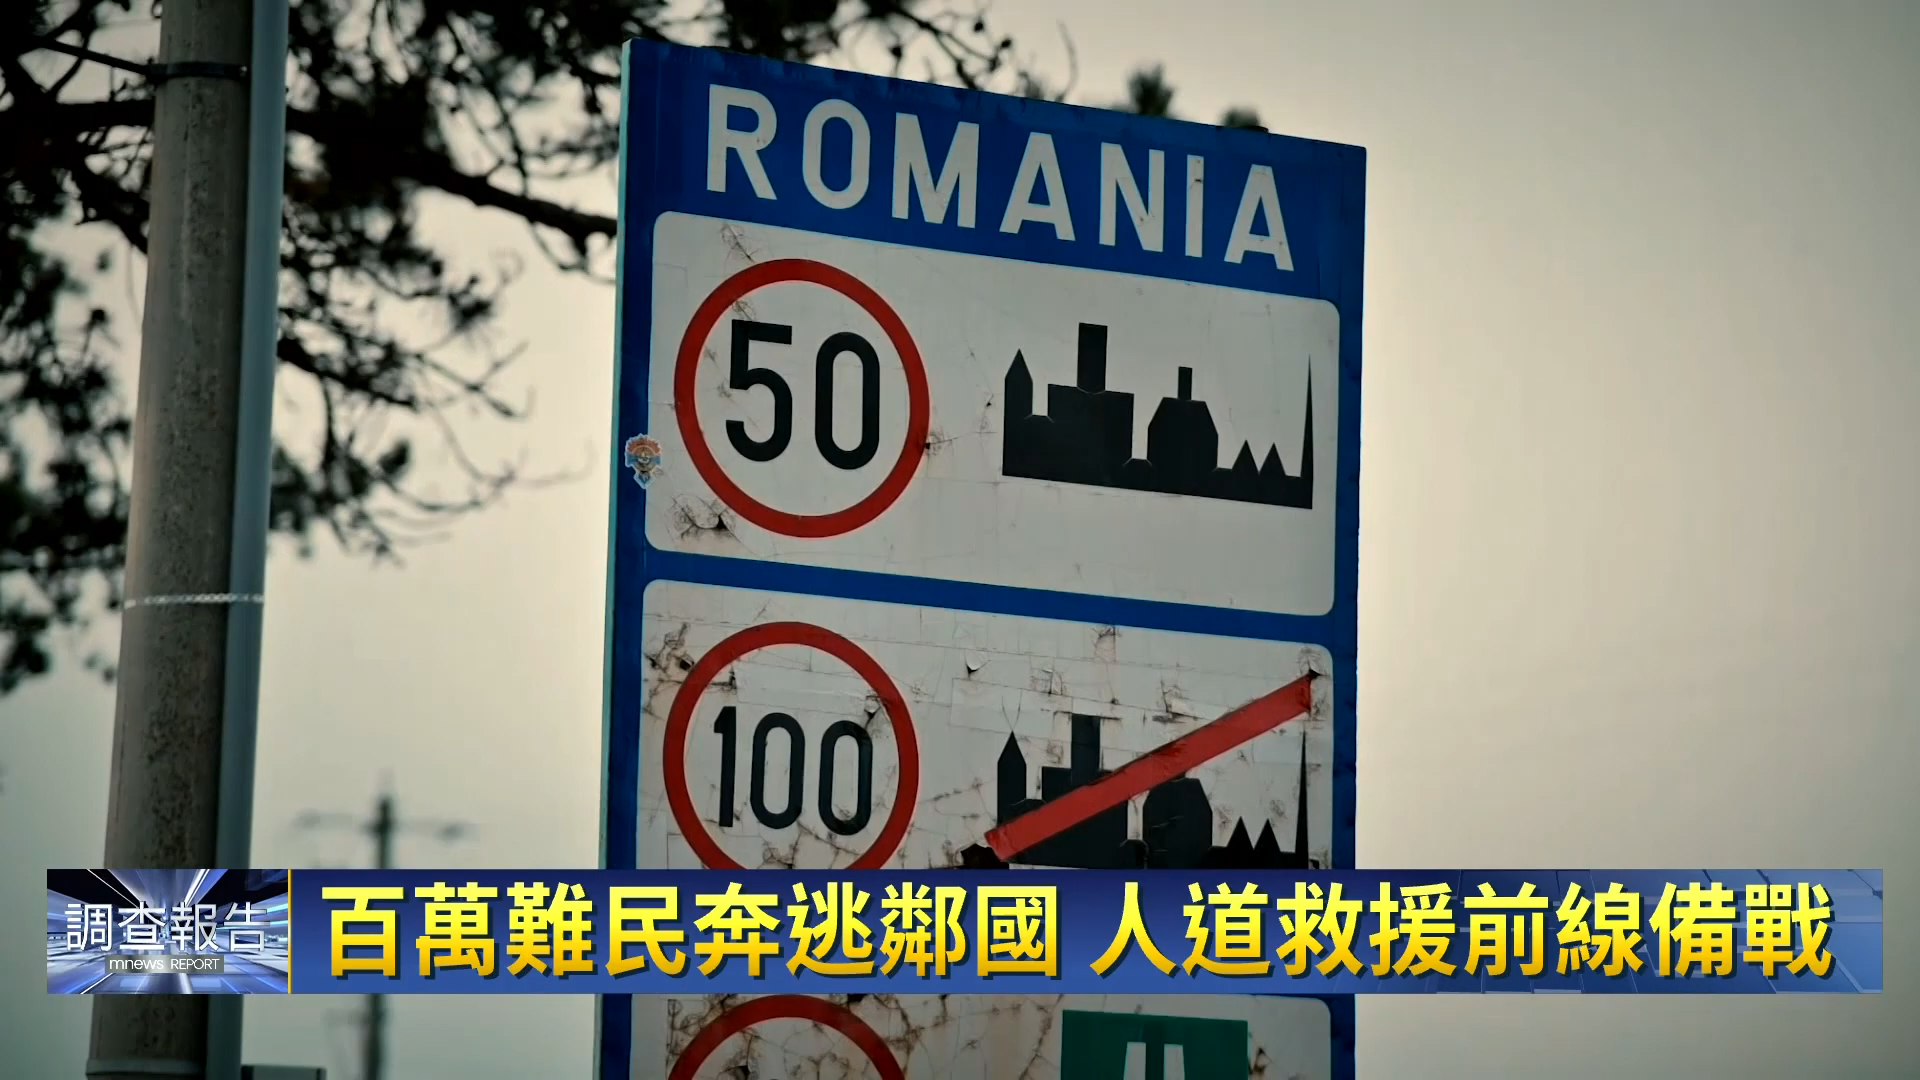 ROMANIA
50
100
調查報告
mnews REPORT
百萬難民奔逃鄰國 人道救援前線備戰